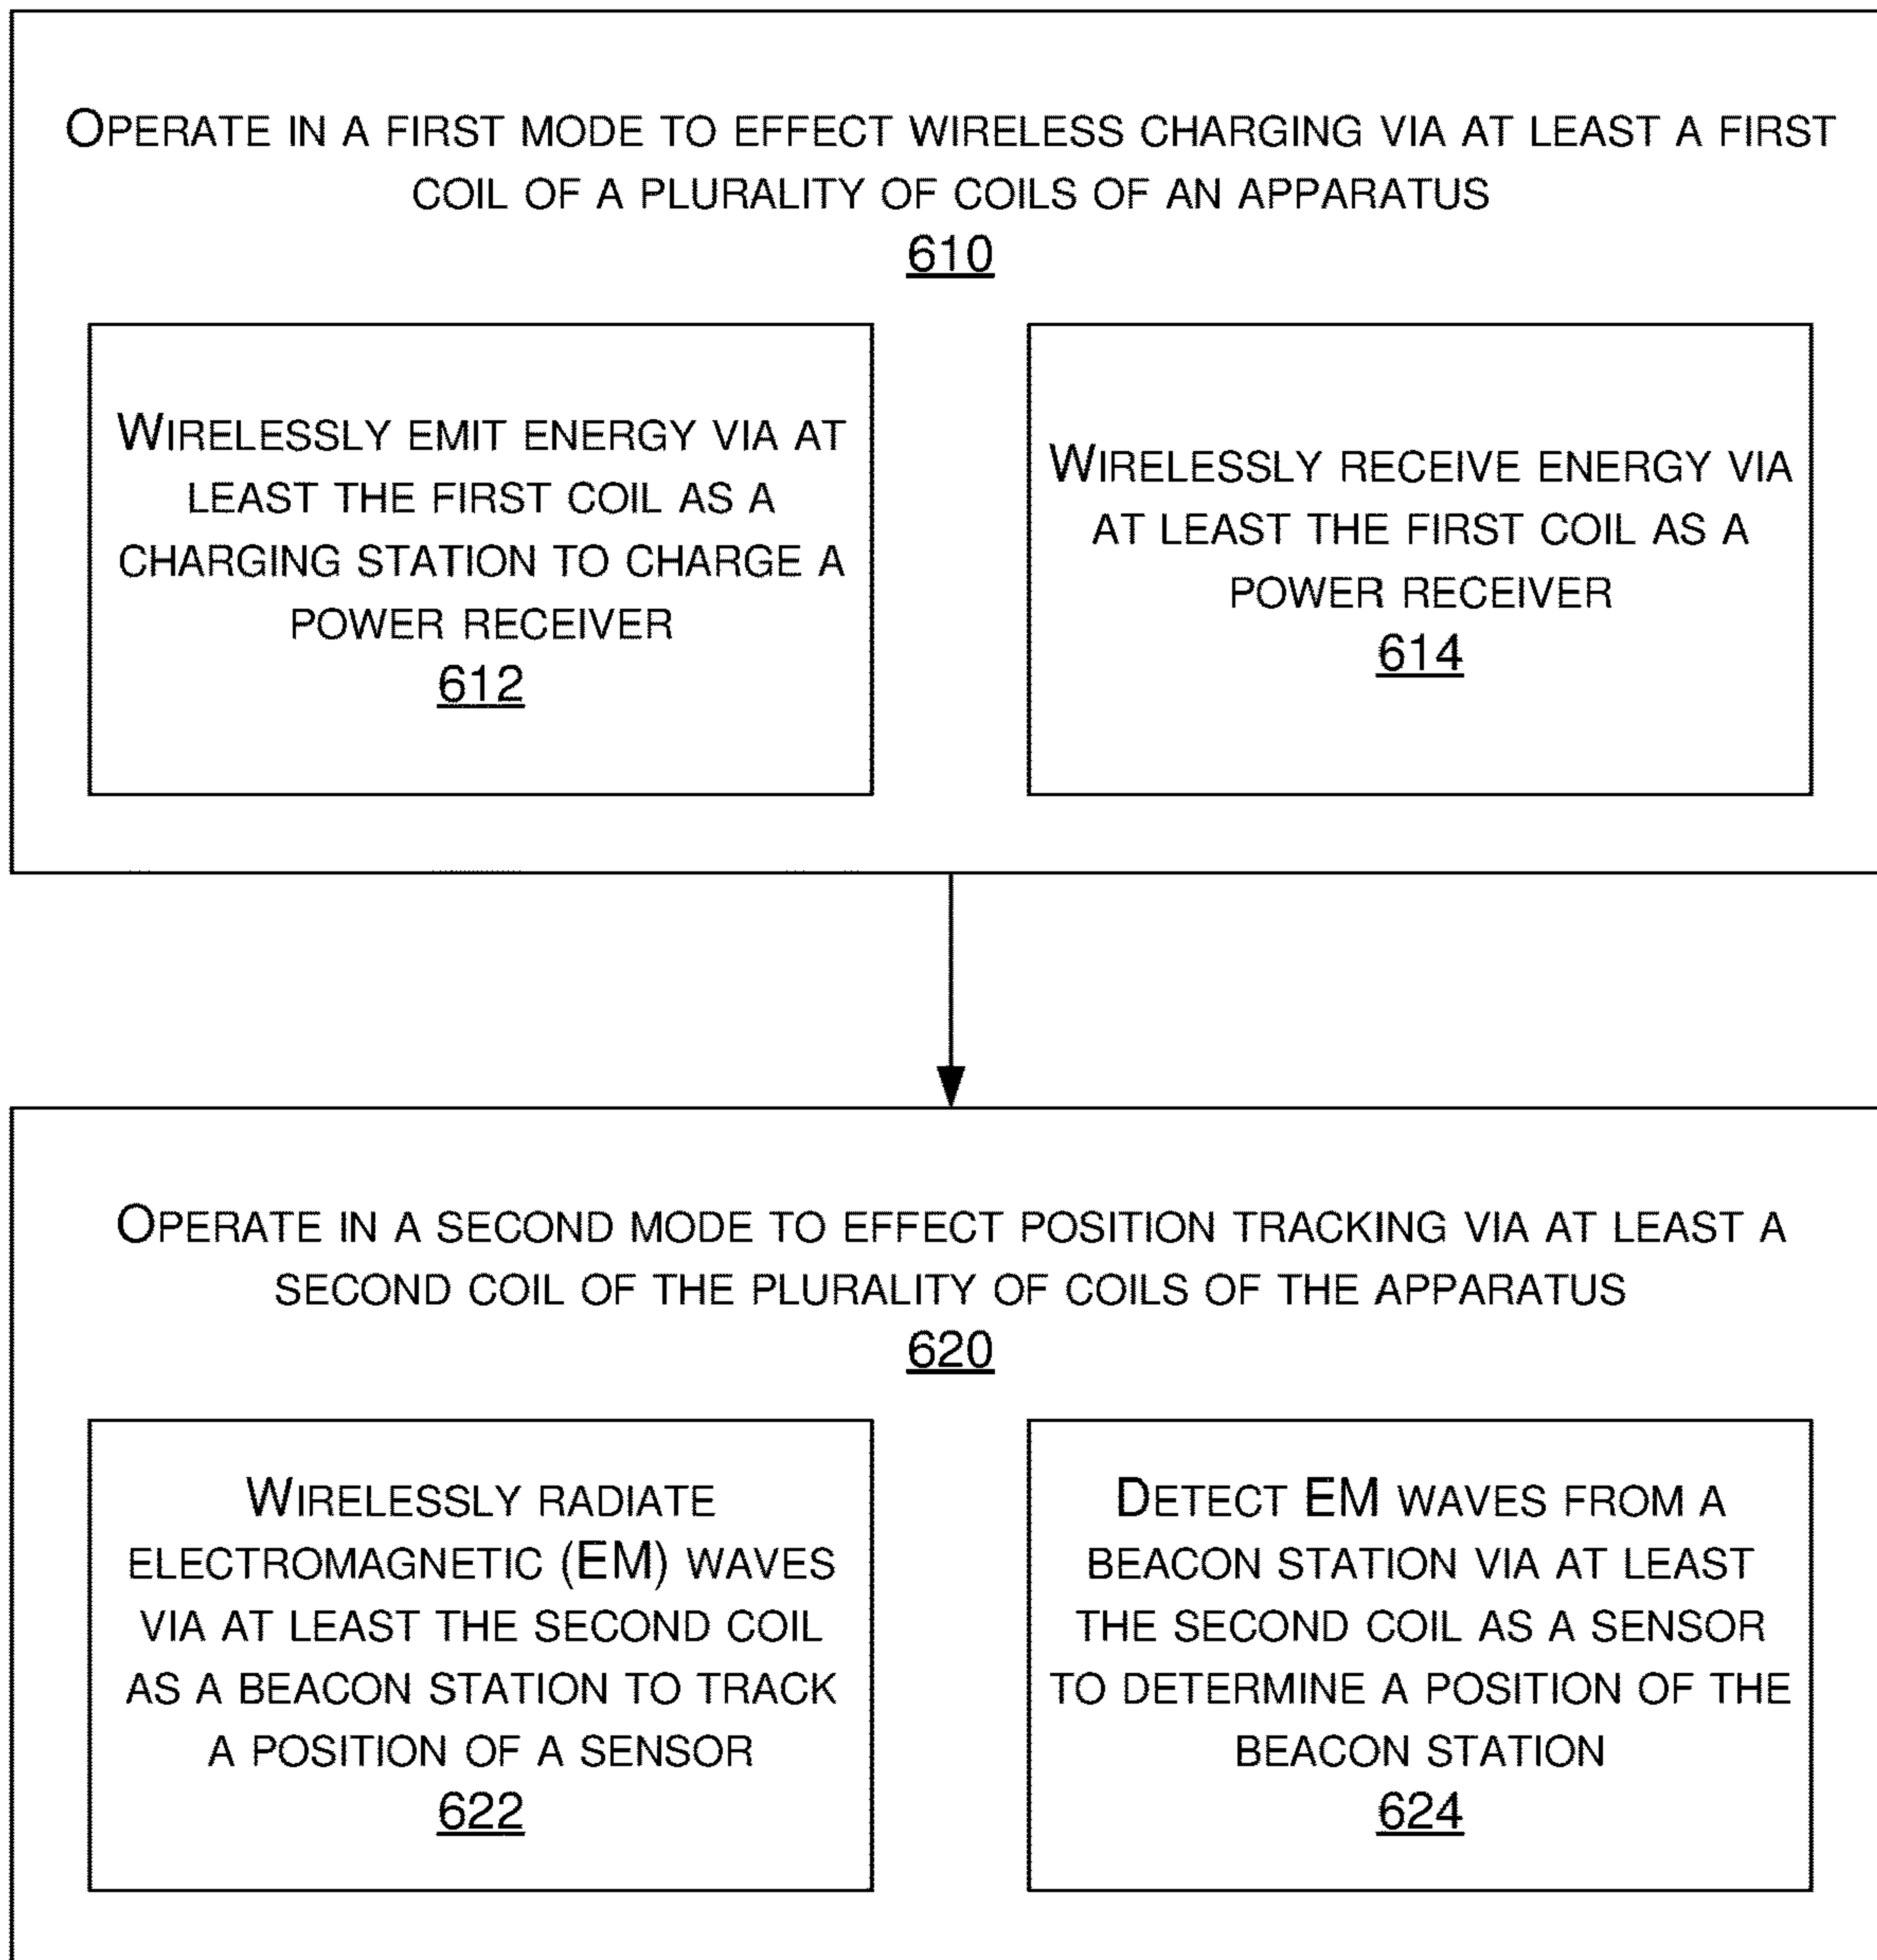 OPERATE IN A FIRST MODE TO EFFECT WIRELESS CHARGING VIA AT LEAST A FIRST
COIL OF A PLURALITY OF COILS OF AN APPARATUS
610
WIRELESSLY EMIT ENERGY VIA AT
LEAST THE FIRST COIL AS A
CHARGING STATION TO CHARGE A
POWER RECEIVER
612
WIRELESSLY RECEIVE ENERGY VIA
AT LEAST THE FIRST COIL AS A
POWER RECEIVER
614
OPERATE IN A SECOND MODE TO EFFECT POSITION TRACKING VIA AT LEAST A
SECOND COIL OF THE PLURALITY OF COILS OF THE APPARATUS
620
WIRELESSLY RADIATE
ELECTROMAGNETIC (EM) WAVES
VIA AT LEAST THE SECOND COIL
AS A BEACON STATION TO TRACK
A POSITION OF A SENSOR
622
DETECT EM WAVES FROM A
BEACON STATION VIA AT LEAST
THE SECOND COIL AS A SENSOR
TO DETERMINE A POSITION OF THE
BEACON STATION
624